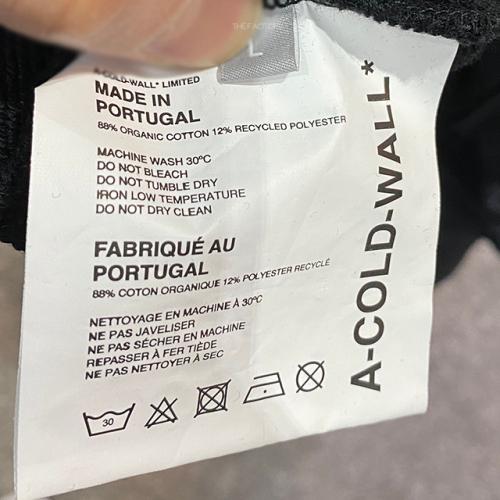 L
A-COLD-WALL* LIMITED
MADE IN
PORTUGAL
88% ORGANIC COTTON 12% RECYCLED POLYESTER
MACHINE WASH 30ºC
DO NOT BLEACH
DO NOT TUMBLE DRY
IRON LOW TEMPERATURE
DO NOT DRY CLEAN
FABRIQUÉ AU
PORTUGAL
88% COTON ORGANIQUE 12% POLYESTER RECYCLÉ
NETTOYAGE EN MACHINE À 30ºC
NE PAS JAVELISER
NE PAS SÉCHER EN MACHINE
REPASSER À FER TIÈDE
NE PAS NETTOYER À SEC
30
A-COLD-WALL*